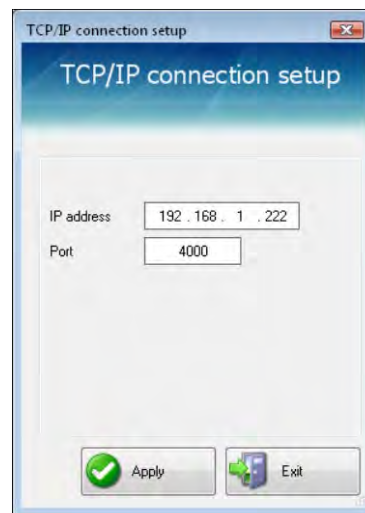 TCP/IP connection setup
TCP/IP connection setup
IP address 192 . 168 . 1 . 222
Port 4000
Apply Exit